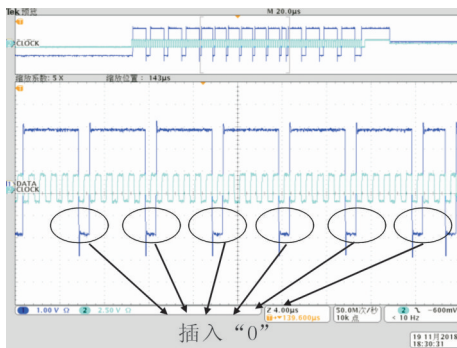 Tek 预览 M 20.0μs
CLOCK
缩放系数: 5 X 缩放位置: 143μs
DATA
CLOCK
1 1.00 V Ω 2 2.50 V Ω Z 4.00μs 50.0M次/秒 2 -600mV
139.600μs 10k 点 < 10 Hz
插入“0”
19 11月2018
18:30:31